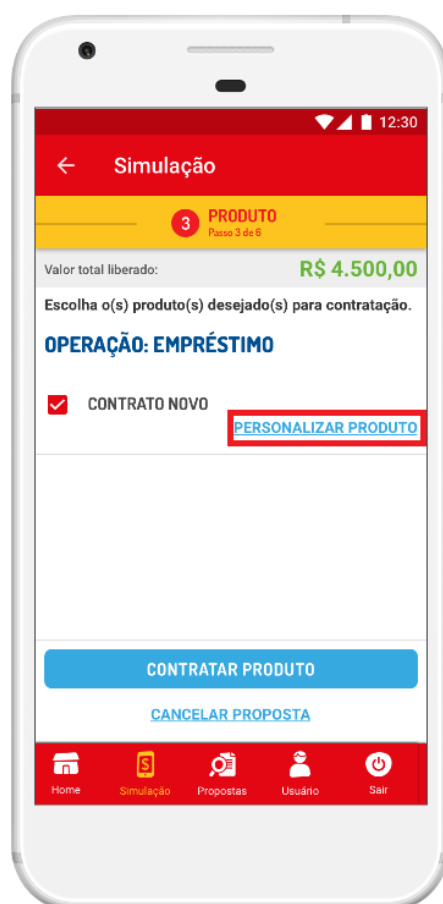 12:30
Simulação
3 PRODUTO
Passo 3 de 6
Valor total liberado: R$ 4.500,00
Escolha o(s) produto(s) desejado(s) para contratação.
OPERAÇÃO: EMPRÉSTIMO
CONTRATO NOVO
PERSONALIZAR PRODUTO
CONTRATAR PRODUTO
CANCELAR PROPOSTA
Home Simulação Propostas Usuário Sair